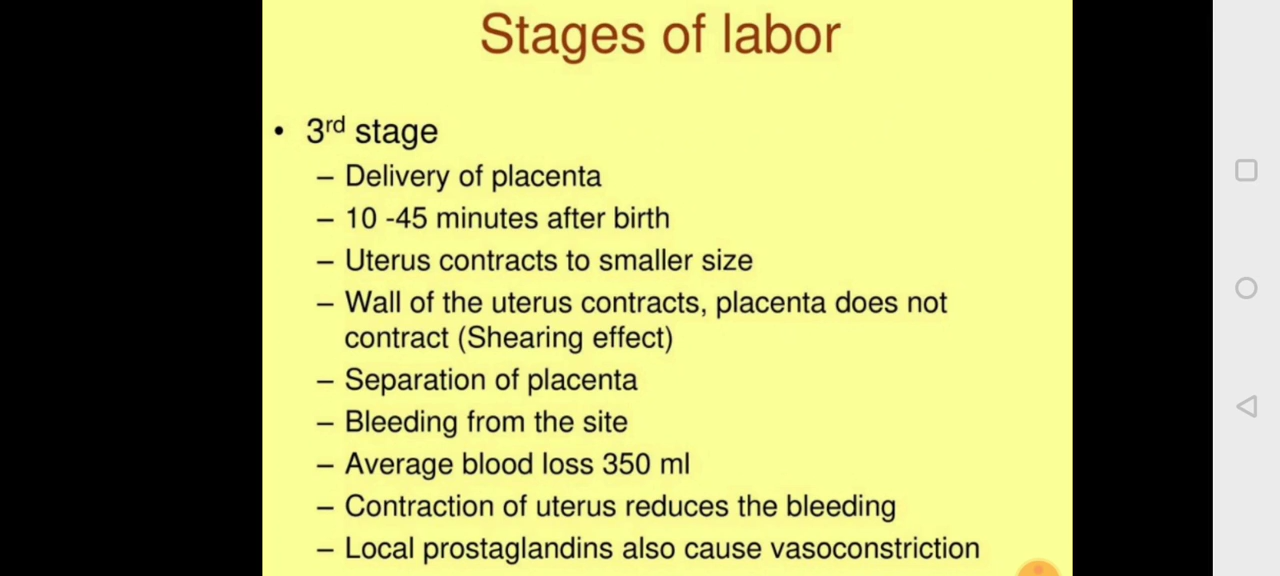 Stages of labor
• 3rd stage
– Delivery of placenta
– 10 -45 minutes after birth
– Uterus contracts to smaller size
– Wall of the uterus contracts, placenta does not
contract (Shearing effect)
– Separation of placenta
– Bleeding from the site
– Average blood loss 350 ml
– Contraction of uterus reduces the bleeding
– Local prostaglandins also cause vasoconstriction